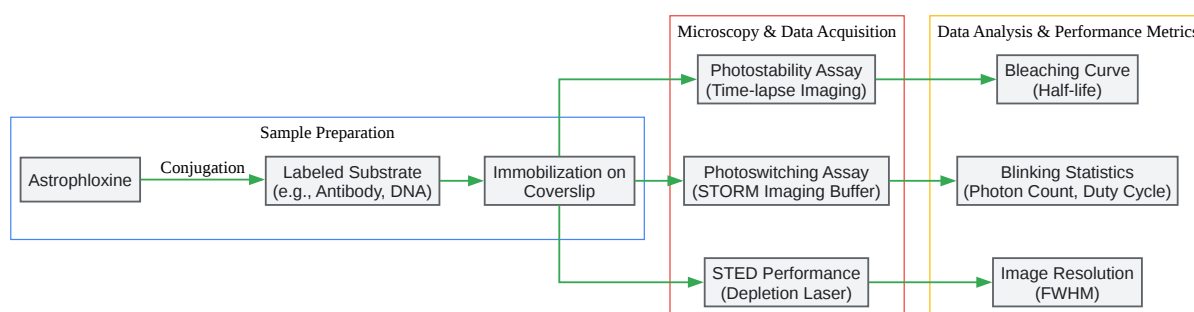 Microscopy & Data Acquisition
Data Analysis & Performance Metrics
Photostability Assay
(Time-lapse Imaging)
Bleaching Curve
(Half-life)
Sample Preparation
Astrophloxine
Conjugation
Labeled Substrate
(e.g., Antibody, DNA)
Immobilization on
Coverslip
Photoswitching Assay
(STORM Imaging Buffer)
Blinking Statistics
(Photon Count, Duty Cycle)
STED Performance
(Depletion Laser)
Image Resolution
(FWHM)